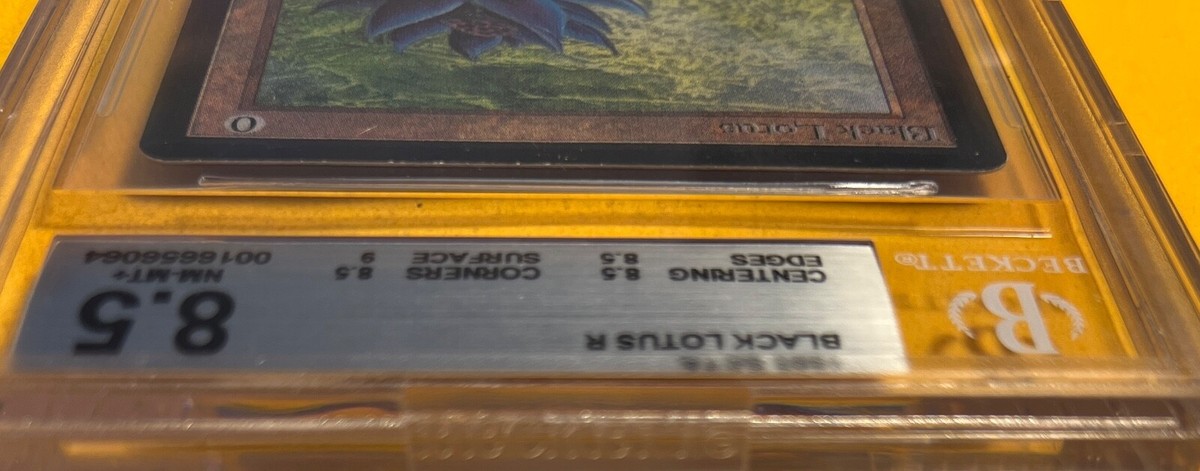 BLACK LOTUS R
CENTERING 8.5 CORNERS 8.5
EDGES 8.5 SURFACE 9
8.5
NM-MT+
0016656064
B
BECKETT®
Black Lotus
0